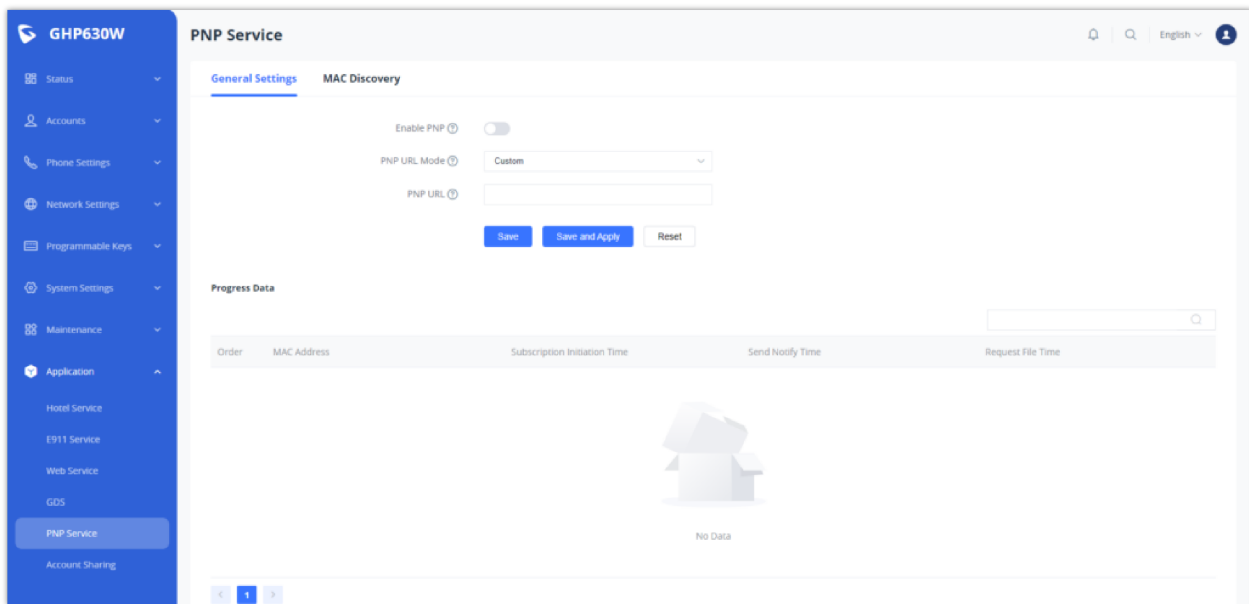 GHP630W
PNP Service
English
Status
Accounts
Phone Settings
Network Settings
Programmable Keys
System Settings
Maintenance
Application
Hotel Service
E911 Service
Web Service
GDS
PNP Service
Account Sharing
General Settings MAC Discovery
Enable PNP
PNP URL Mode Custom
PNP URL
Save Save and Apply Reset
Progress Data
Order MAC Address Subscription Initiation Time Send Notify Time Request File Time
No Data
1